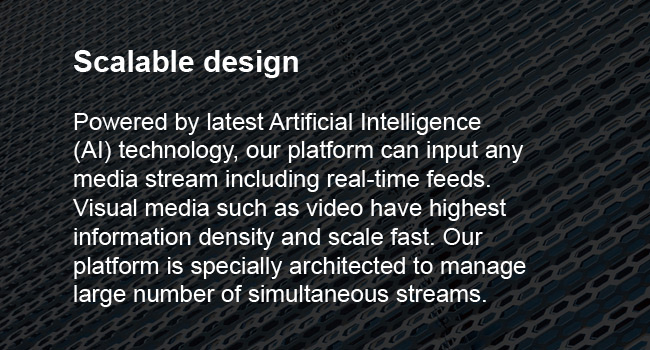 Scalable design
Powered by latest Artificial Intelligence
(AI) technology, our platform can input any
media stream including real-time feeds.
Visual media such as video have highest
information density and scale fast. Our
platform is specially architected to manage
large number of simultaneous streams.